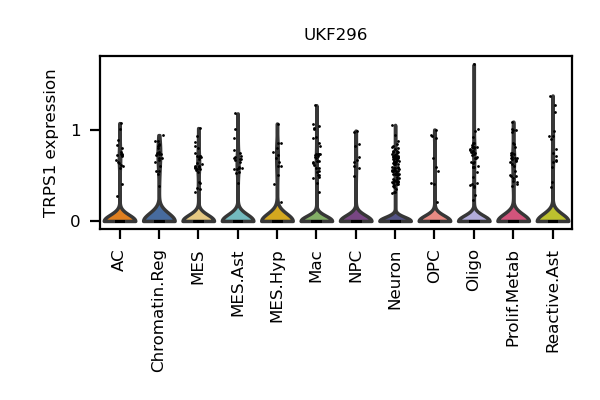 UKF296
TRPS1 expression
1
0
AC
Chromatin.Reg
MES
MES.Ast
MES.Hyp
Mac
NPC
Neuron
OPC
Oligo
Prolif.Metab
Reactive.Ast